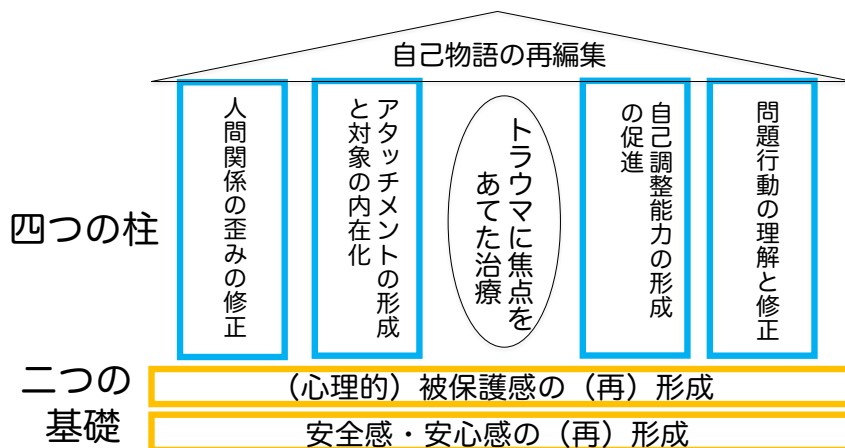 自己物語の再編集
四つの柱
人間関係の歪みの修正
アタッチメントの形成
と対象の内在化
トラウマに焦点を
あてた治療
自己調整能力の形成
の促進
問題行動の理解と修正
二つの
基礎
（心理的）被保護感の（再）形成
安全感・安心感の（再）形成